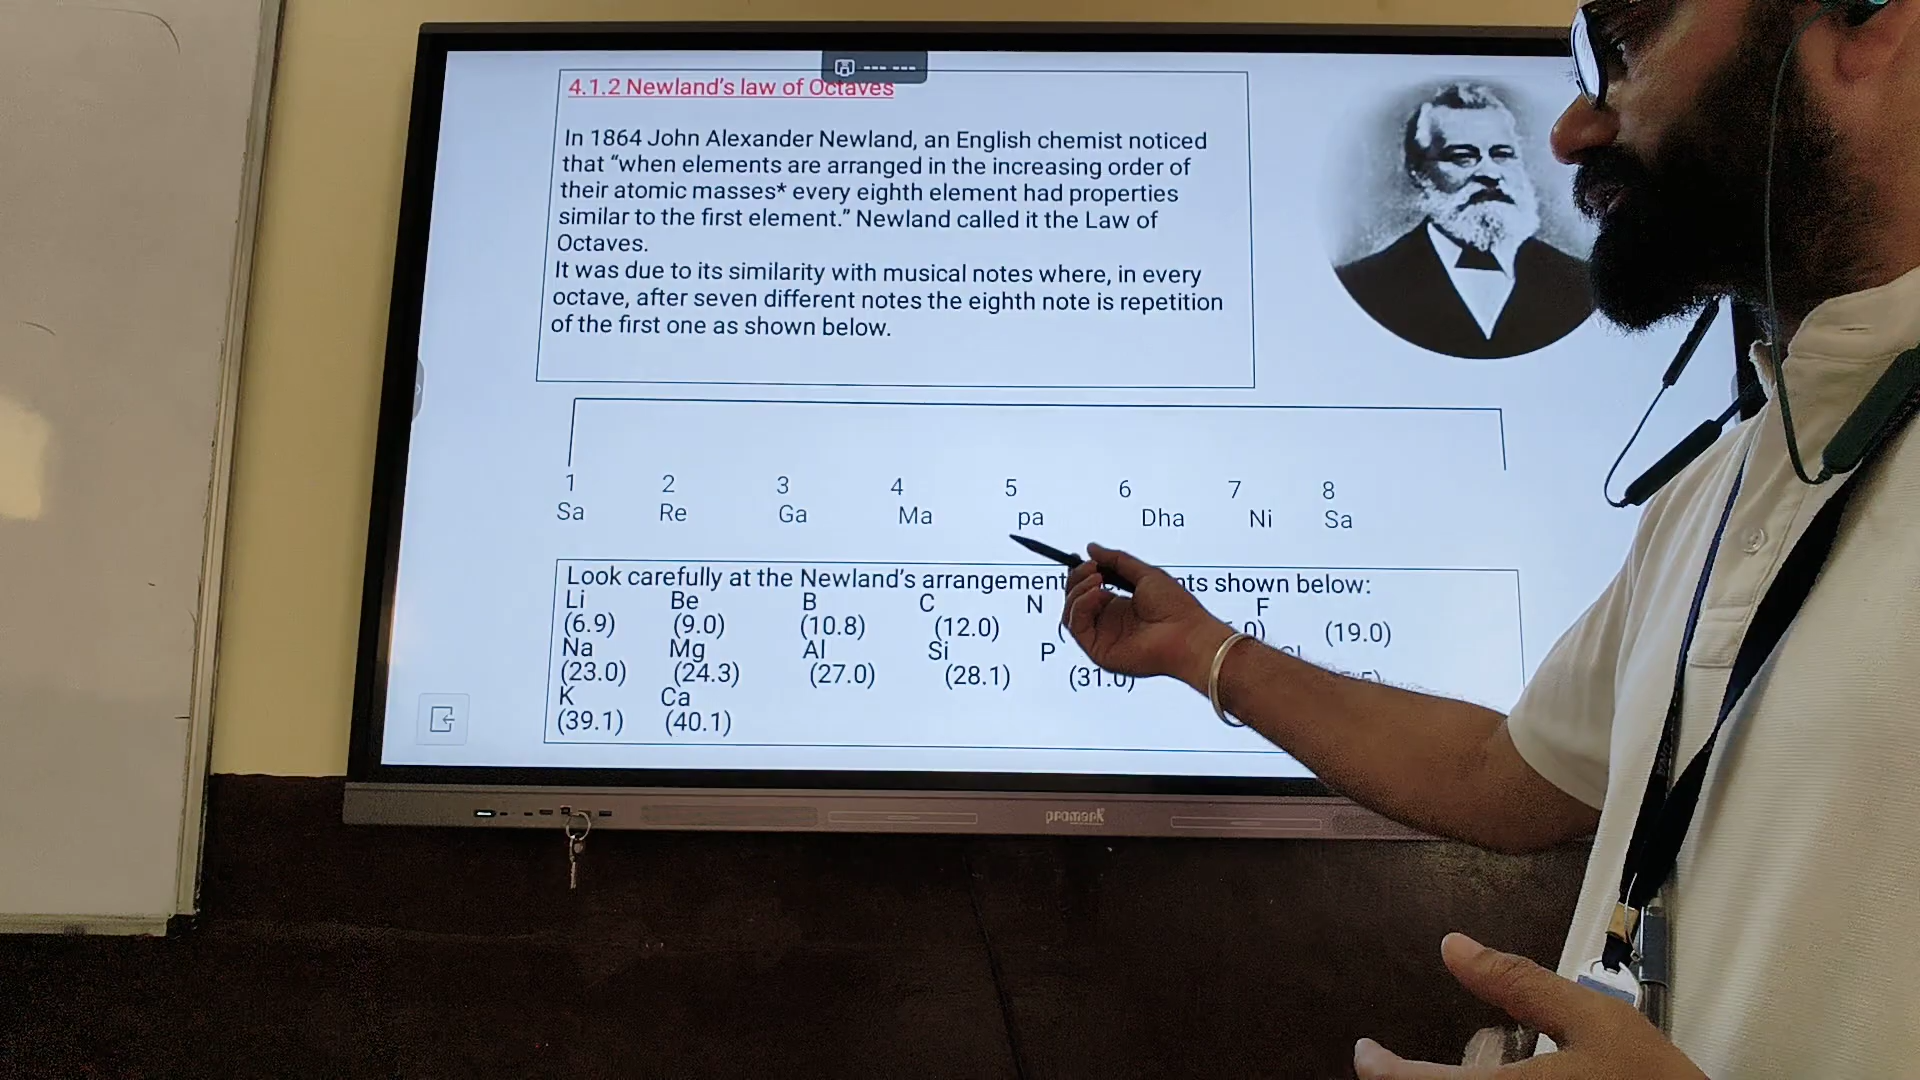 4.1.2 Newland's law of Octaves
In 1864 John Alexander Newland, an English chemist noticed
that “when elements are arranged in the increasing order of
their atomic masses* every eighth element had properties
similar to the first element.” Newland called it the Law of
Octaves.
It was due to its similarity with musical notes where, in every
octave, after seven different notes the eighth note is repetition
of the first one as shown below.
1 2 3 4 5 6 7 8
Sa Re Ga Ma pa Dha Ni Sa
Look carefully at the Newland's arrangement shown below:
Li Be B C N F
(6.9) (9.0) (10.8) (12.0) (19.0)
Na Mg Al Si P
(23.0) (24.3) (27.0) (28.1) (31.0)
K Ca
(39.1) (40.1)
promark